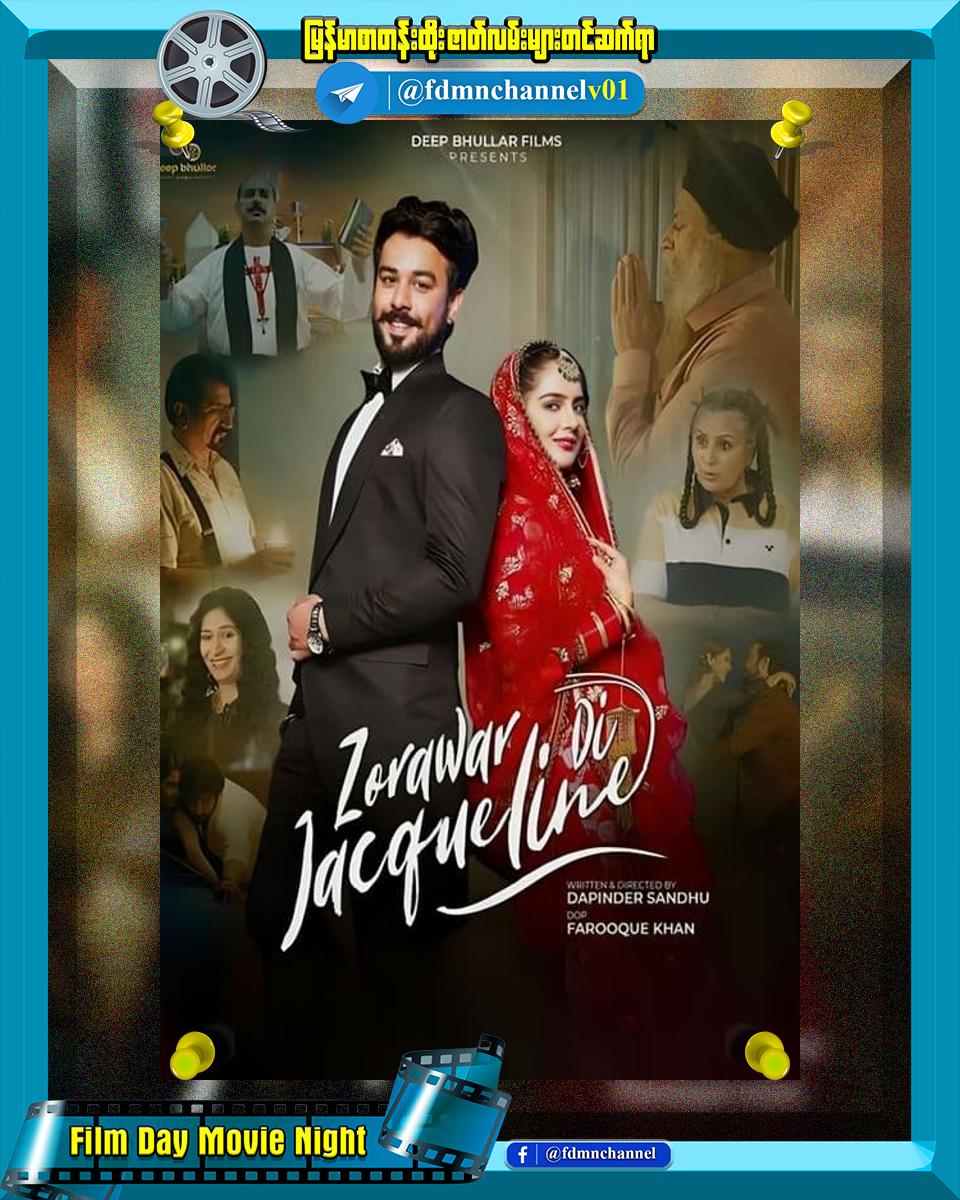 မြန်မာစာတန်းထိုးဇာတ်လမ်းများတင်ဆက်ရာ
@fdmnchannelv01
deep bhullar
DEEP BHULLAR FILMS
PRESENTS
Zorawar Di
Jacqueline
WRITTEN & DIRECTED BY
DAPINDER SANDHU
DOP
FAROOQUE KHAN
Film Day Movie Night
@fdmnchannel